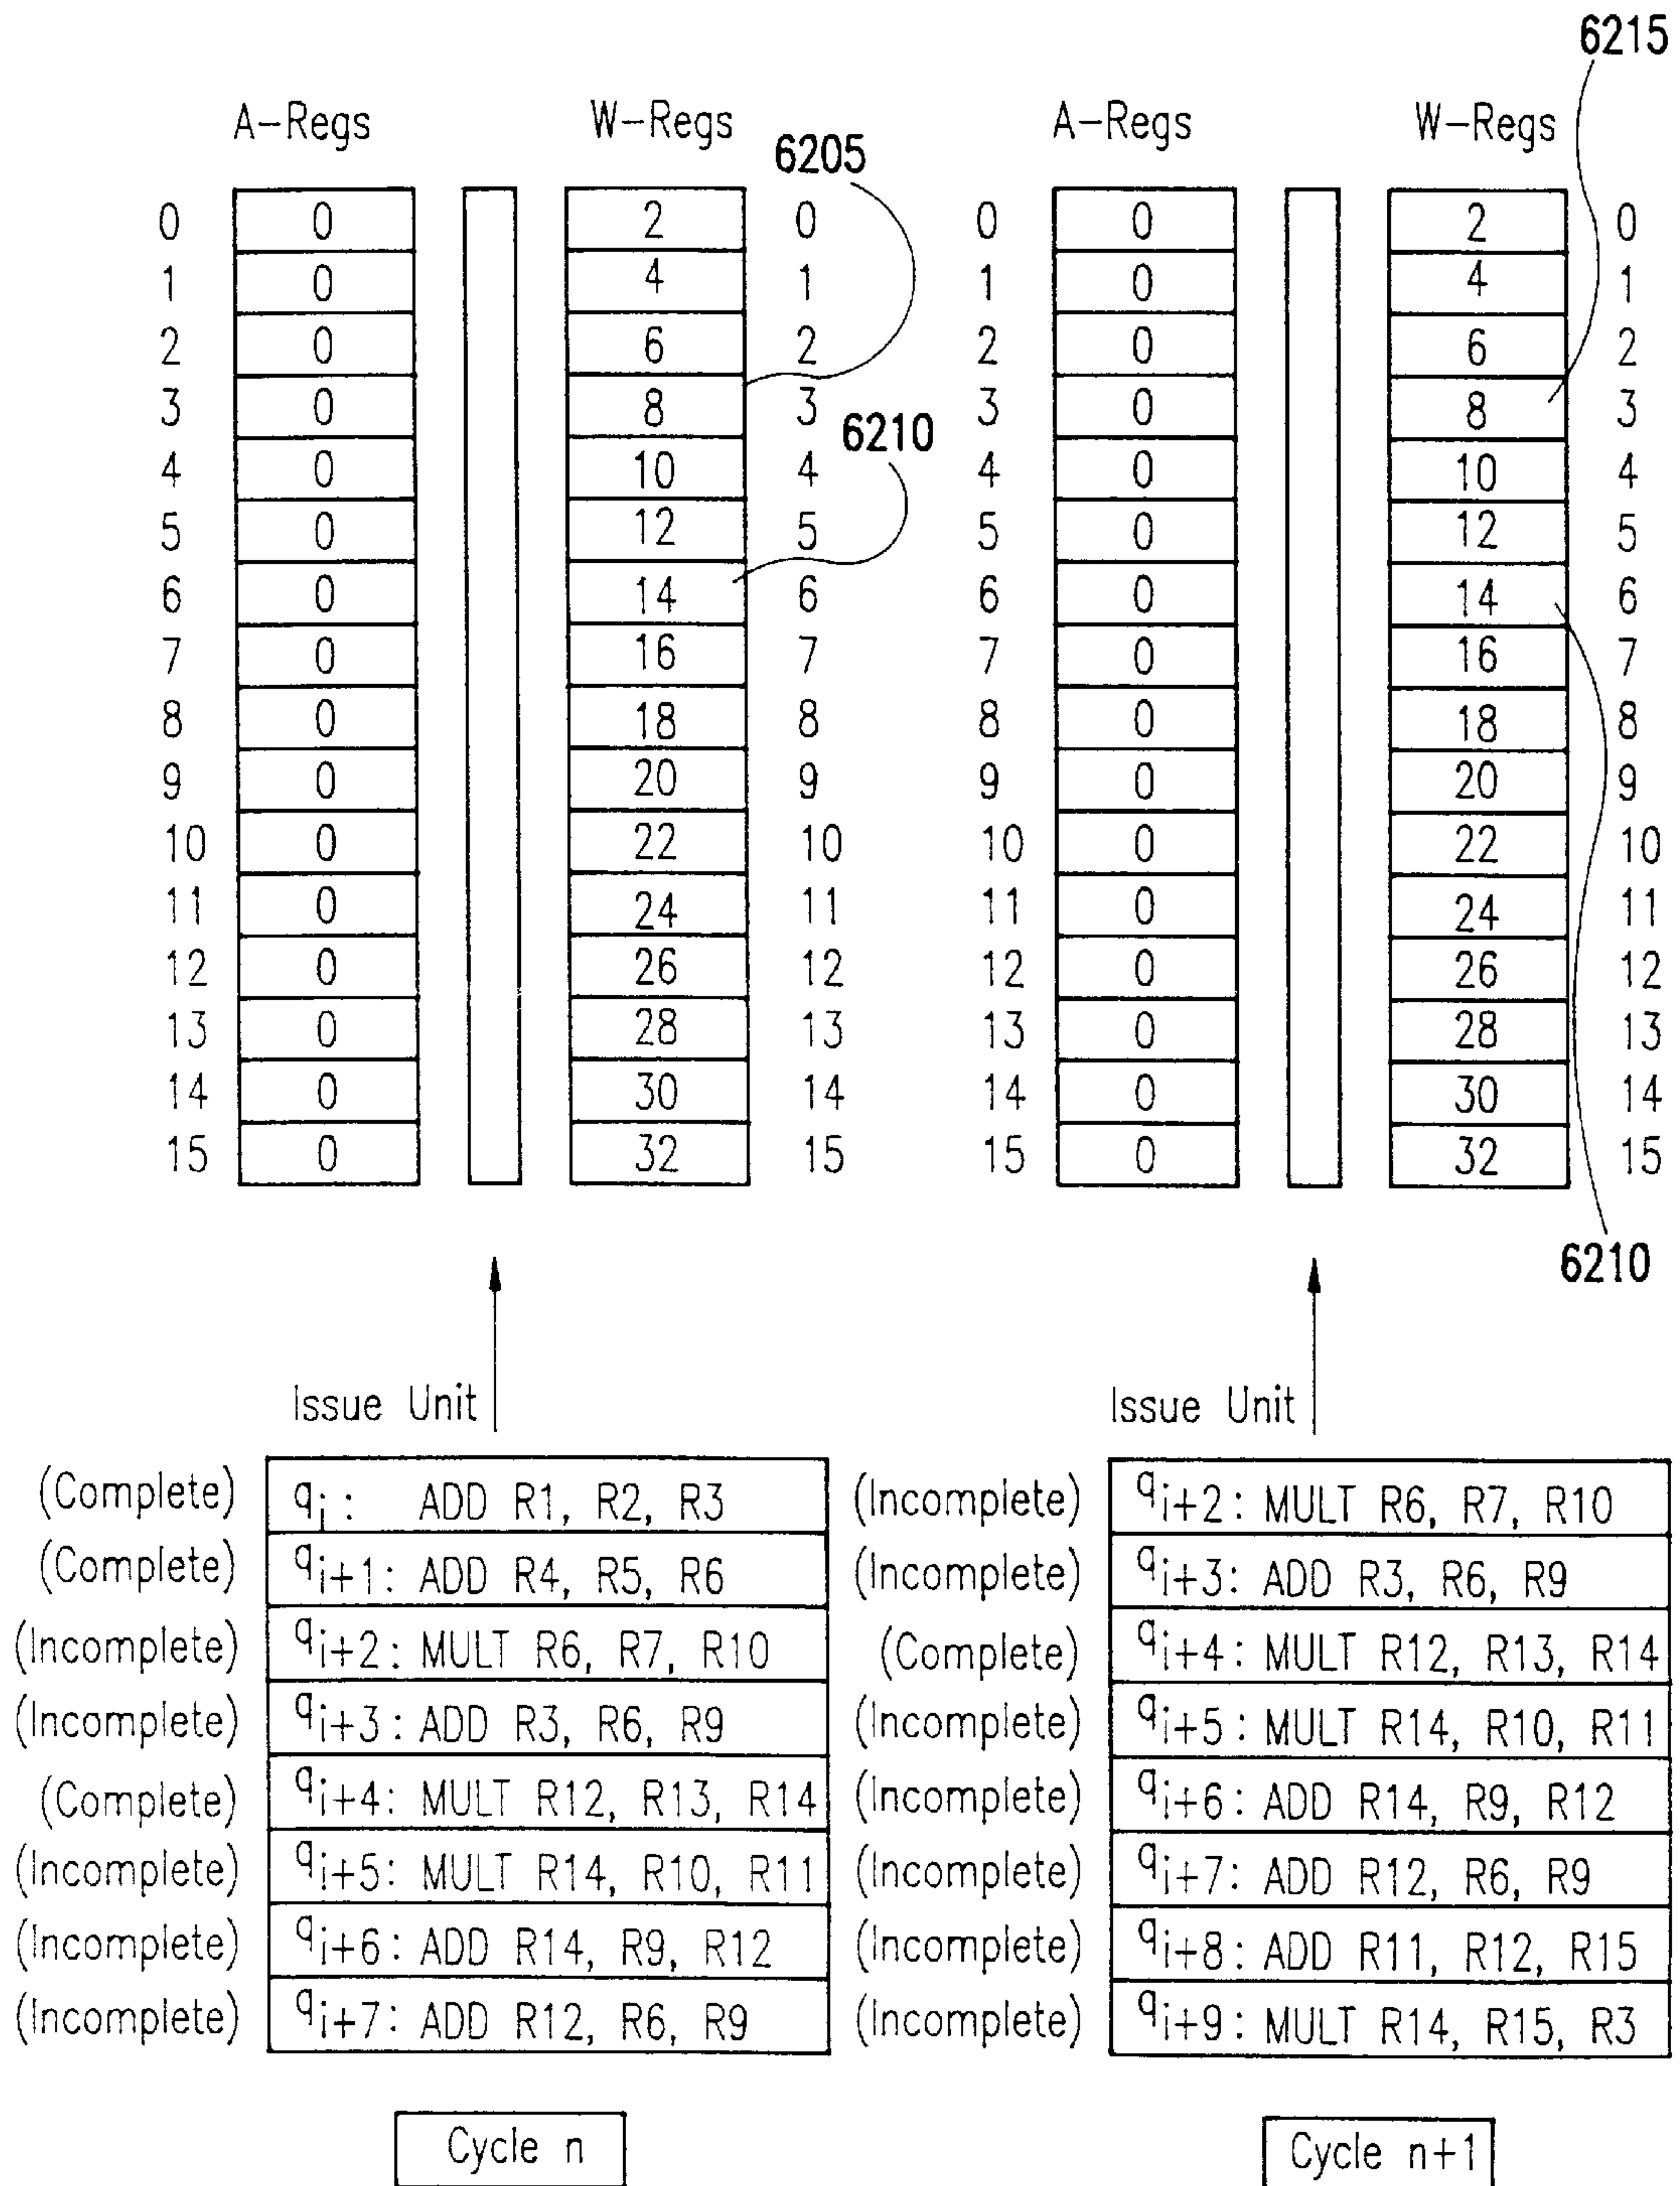 6215
A-Regs W-Regs A-Regs W-Regs
6205
0 0 2 0 0 0 2 0
1 0 4 1 1 0 4 1
2 0 6 2 2 0 6 2
3 0 8 3 3 0 8 3
6210
4 0 10 4 4 0 10 4
5 0 12 5 5 0 12 5
6 0 14 6 6 0 14 6
7 0 16 7 7 0 16 7
8 0 18 8 8 0 18 8
9 0 20 9 9 0 20 9
10 0 22 10 10 0 22 10
11 0 24 11 11 0 24 11
12 0 26 12 12 0 26 12
13 0 28 13 13 0 28 13
14 0 30 14 14 0 30 14
15 0 32 15 15 0 32 15
6210
Issue Unit Issue Unit
(Complete) qi: ADD R1, R2, R3 (Incomplete) qi+2: MULT R6, R7, R10
(Complete) qi+1: ADD R4, R5, R6 (Incomplete) qi+3: ADD R3, R6, R9
(Incomplete) qi+2: MULT R6, R7, R10 (Complete) qi+4: MULT R12, R13, R14
(Incomplete) qi+3: ADD R3, R6, R9 (Incomplete) qi+5: MULT R14, R10, R11
(Complete) qi+4: MULT R12, R13, R14 (Incomplete) qi+6: ADD R14, R9, R12
(Incomplete) qi+5: MULT R14, R10, R11 (Incomplete) qi+7: ADD R12, R6, R9
(Incomplete) qi+6: ADD R14, R9, R12 (Incomplete) qi+8: ADD R11, R12, R15
(Incomplete) qi+7: ADD R12, R6, R9 (Incomplete) qi+9: MULT R14, R15, R3
Cycle n Cycle n+1